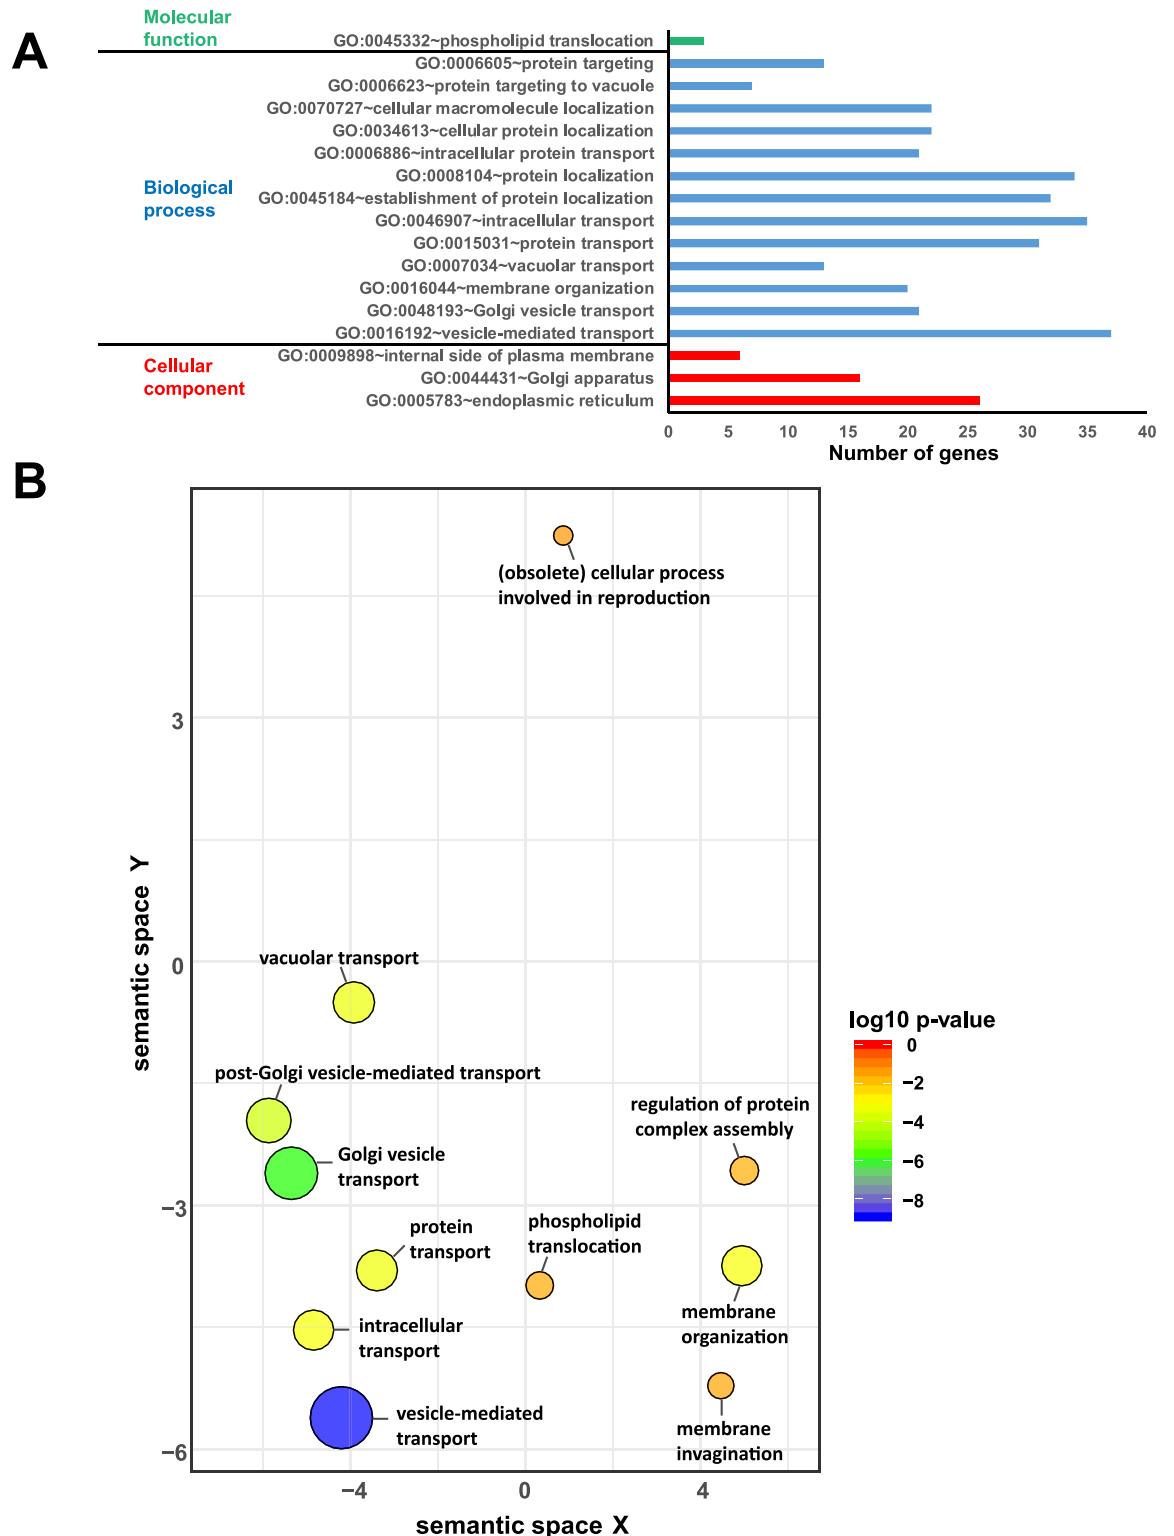 A
Molecular
function
GO:0045332~phospholipid translocation
GO:0006605~protein targeting
GO:0006623~protein targeting to vacuole
GO:0070727~cellular macromolecule localization
GO:0034613~cellular protein localization
GO:0006886~intracellular protein transport
GO:0008104~protein localization
Biological
process
GO:0045184~establishment of protein localization
GO:0046907~intracellular transport
GO:0015031~protein transport
GO:0007034~vacuolar transport
GO:0016044~membrane organization
GO:0048193~Golgi vesicle transport
GO:0016192~vesicle-mediated transport
GO:0009898~internal side of plasma membrane
Cellular
component
GO:0044431~Golgi apparatus
GO:0005783~endoplasmic reticulum
0 5 10 15 20 25 30 35 40
Number of genes
B
(obsolete) cellular process
involved in reproduction
3
semantic space Y
vacuolar transport
0
post-Golgi vesicle-mediated transport
Golgi vesicle
transport
regulation of protein
complex assembly
−3
protein
transport
phospholipid
translocation
membrane
organization
intracellular
transport
vesicle-mediated
transport
membrane
invagination
−6
−4 0 4
semantic space X
log10 p-value
0
−2
−4
−6
−8